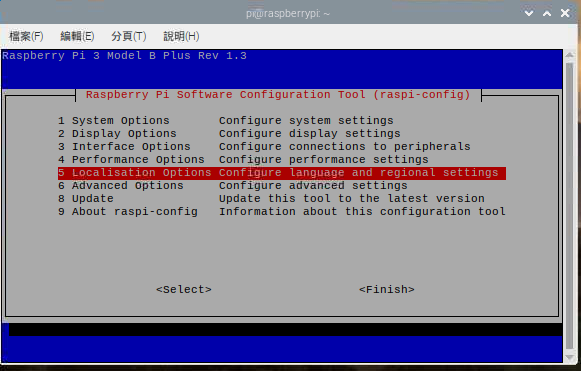 pi@raspberrypi: ~
檔案(F) 編輯(E) 分頁(T) 說明(H)
Raspberry Pi 3 Model B Plus Rev 1.3
Raspberry Pi Software Configuration Tool (raspi-config)
1 System Options Configure system settings
2 Display Options Configure display settings
3 Interface Options Configure connections to peripherals
4 Performance Options Configure performance settings
5 Localisation Options Configure language and regional settings
6 Advanced Options Configure advanced settings
8 Update Update this tool to the latest version
9 About raspi-config Information about this configuration tool
<Select> <Finish>